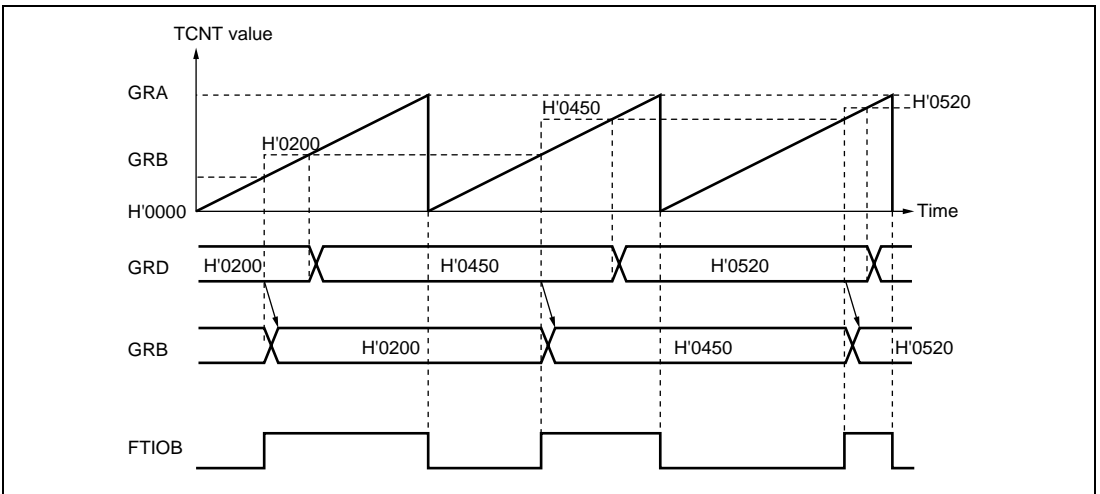 TCNT value
GRA
H'0450
H'0520
H'0200
GRB
H'0000
Time
GRD
H'0200
H'0450
H'0520
GRB
H'0200
H'0450
H'0520
FTIOB